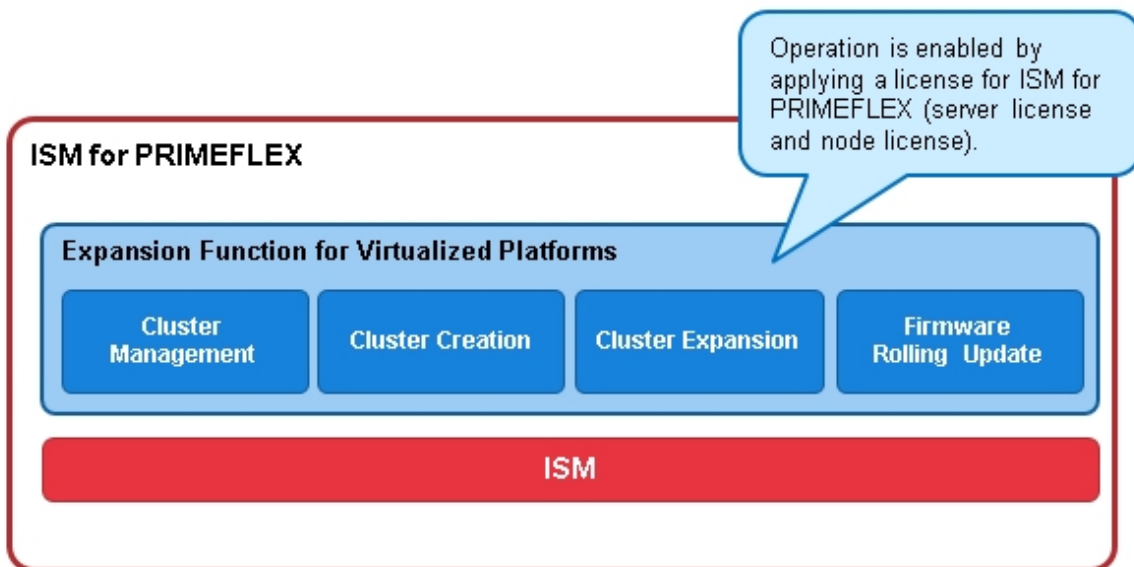 Operation is enabled by
applying a license for ISM for
PRIMEFLEX (server license
and node license).
ISM for PRIMEFLEX
Expansion Function for Virtualized Platforms
Cluster
Management
Cluster Creation
Cluster Expansion
Firmware
Rolling Update
ISM